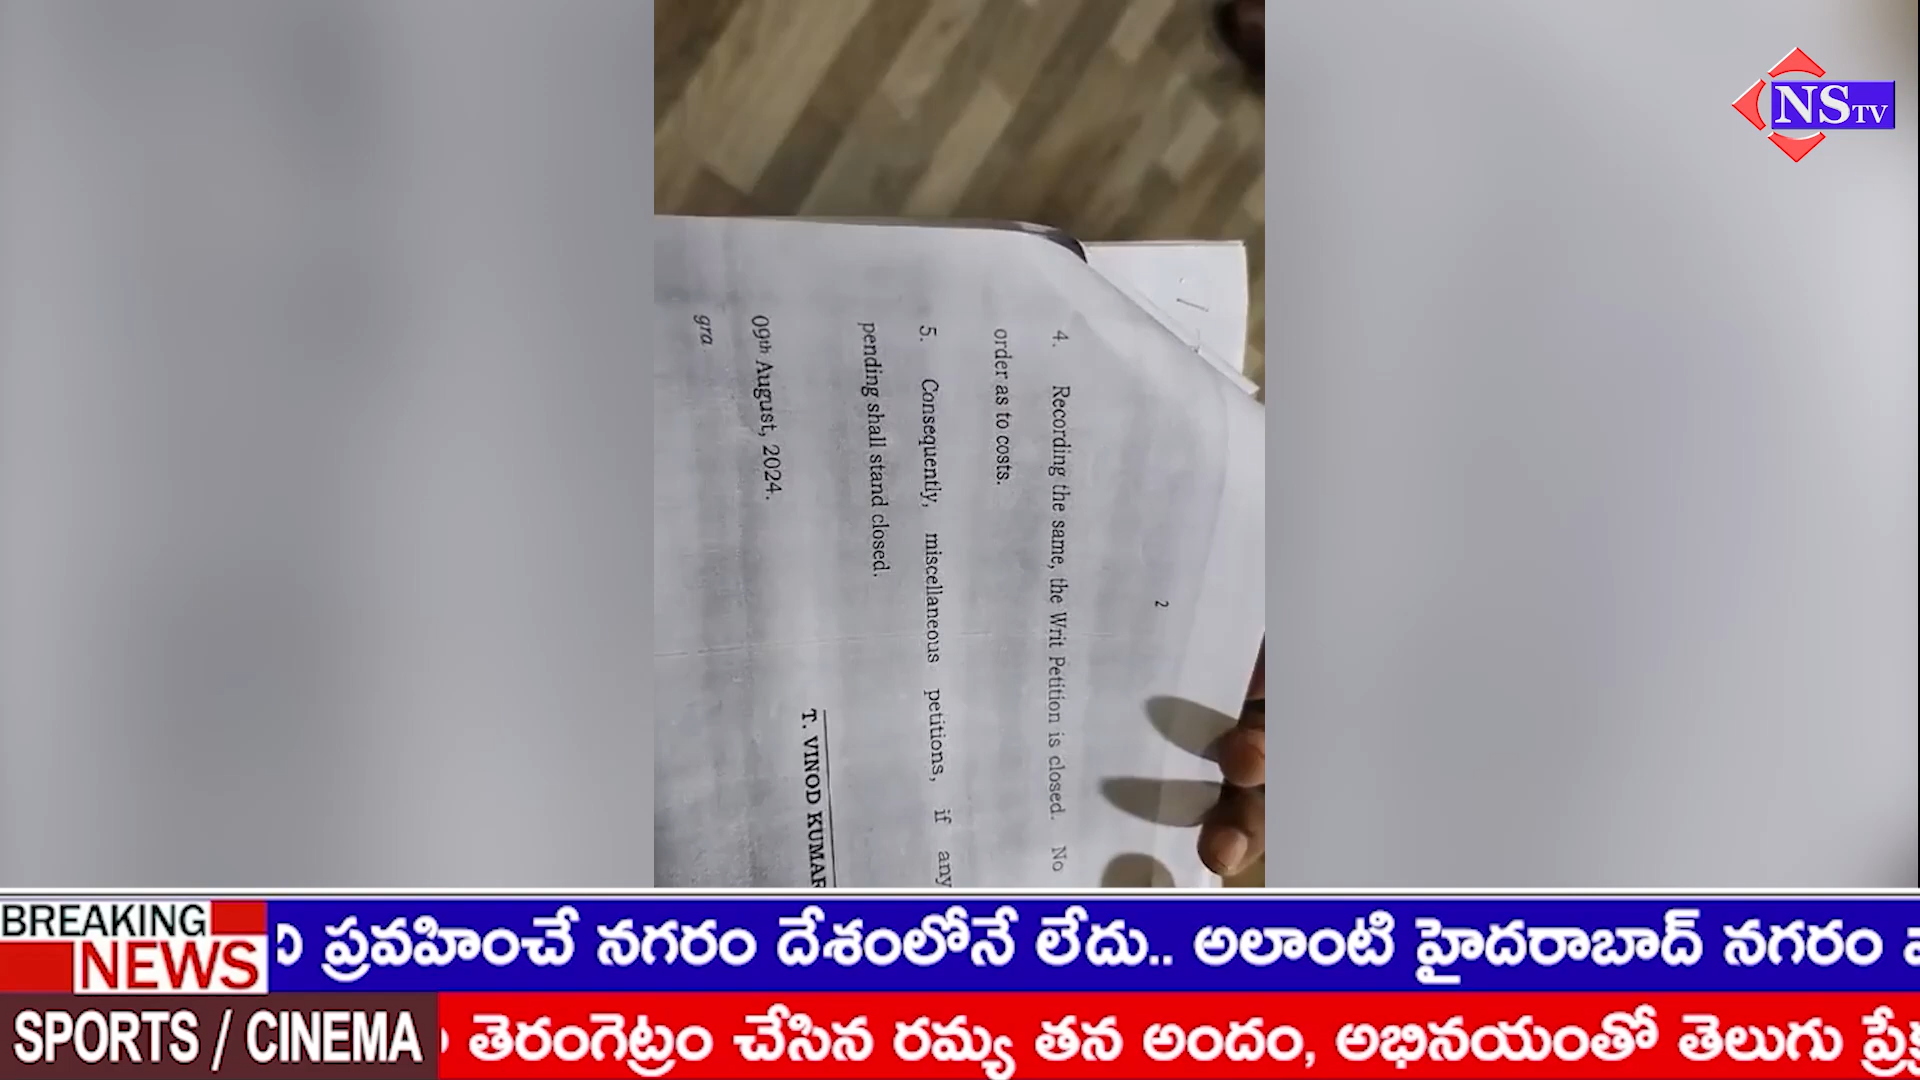 NSTV
2
4. Recording the same, the Writ Petition is closed. No
order as to costs.
5. Consequently, miscellaneous petitions, if any
pending shall stand closed.
T. VINOD KUMAR
09th August, 2024.
gra
BREAKING
NEWS
ప్రవహించే నగరం దేశంలోనే లేదు.. అలాంటి హైదరాబాద్ నగరం
SPORTS / CINEMA
తెరంగెట్రం చేసిన రమ్య తన అందం, అభినయంతో తెలుగు